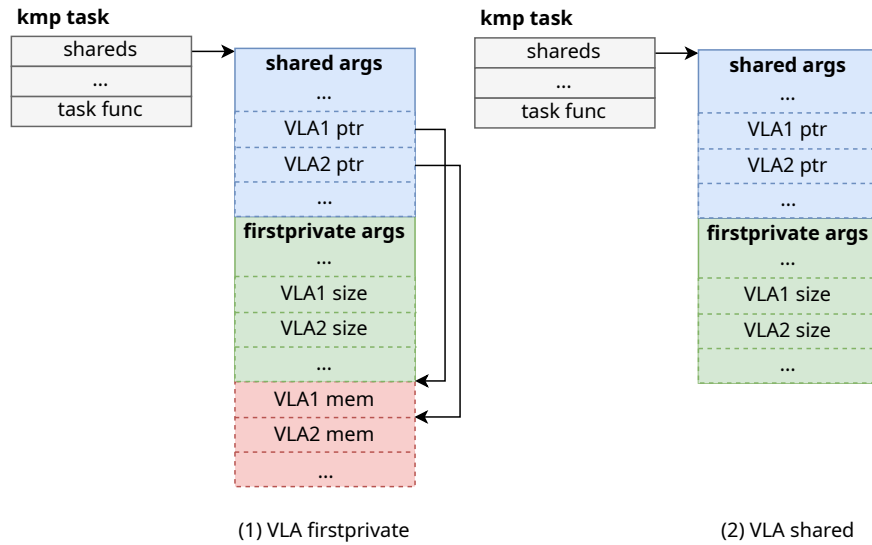 kmp task
shareds
...
task func
shared args
...
VLA1 ptr
VLA2 ptr
...
firstprivate args
...
VLA1 size
VLA2 size
...
VLA1 mem
VLA2 mem
...
(1) VLA firstprivate
kmp task
shareds
...
task func
shared args
...
VLA1 ptr
VLA2 ptr
...
firstprivate args
...
VLA1 size
VLA2 size
...
(2) VLA shared